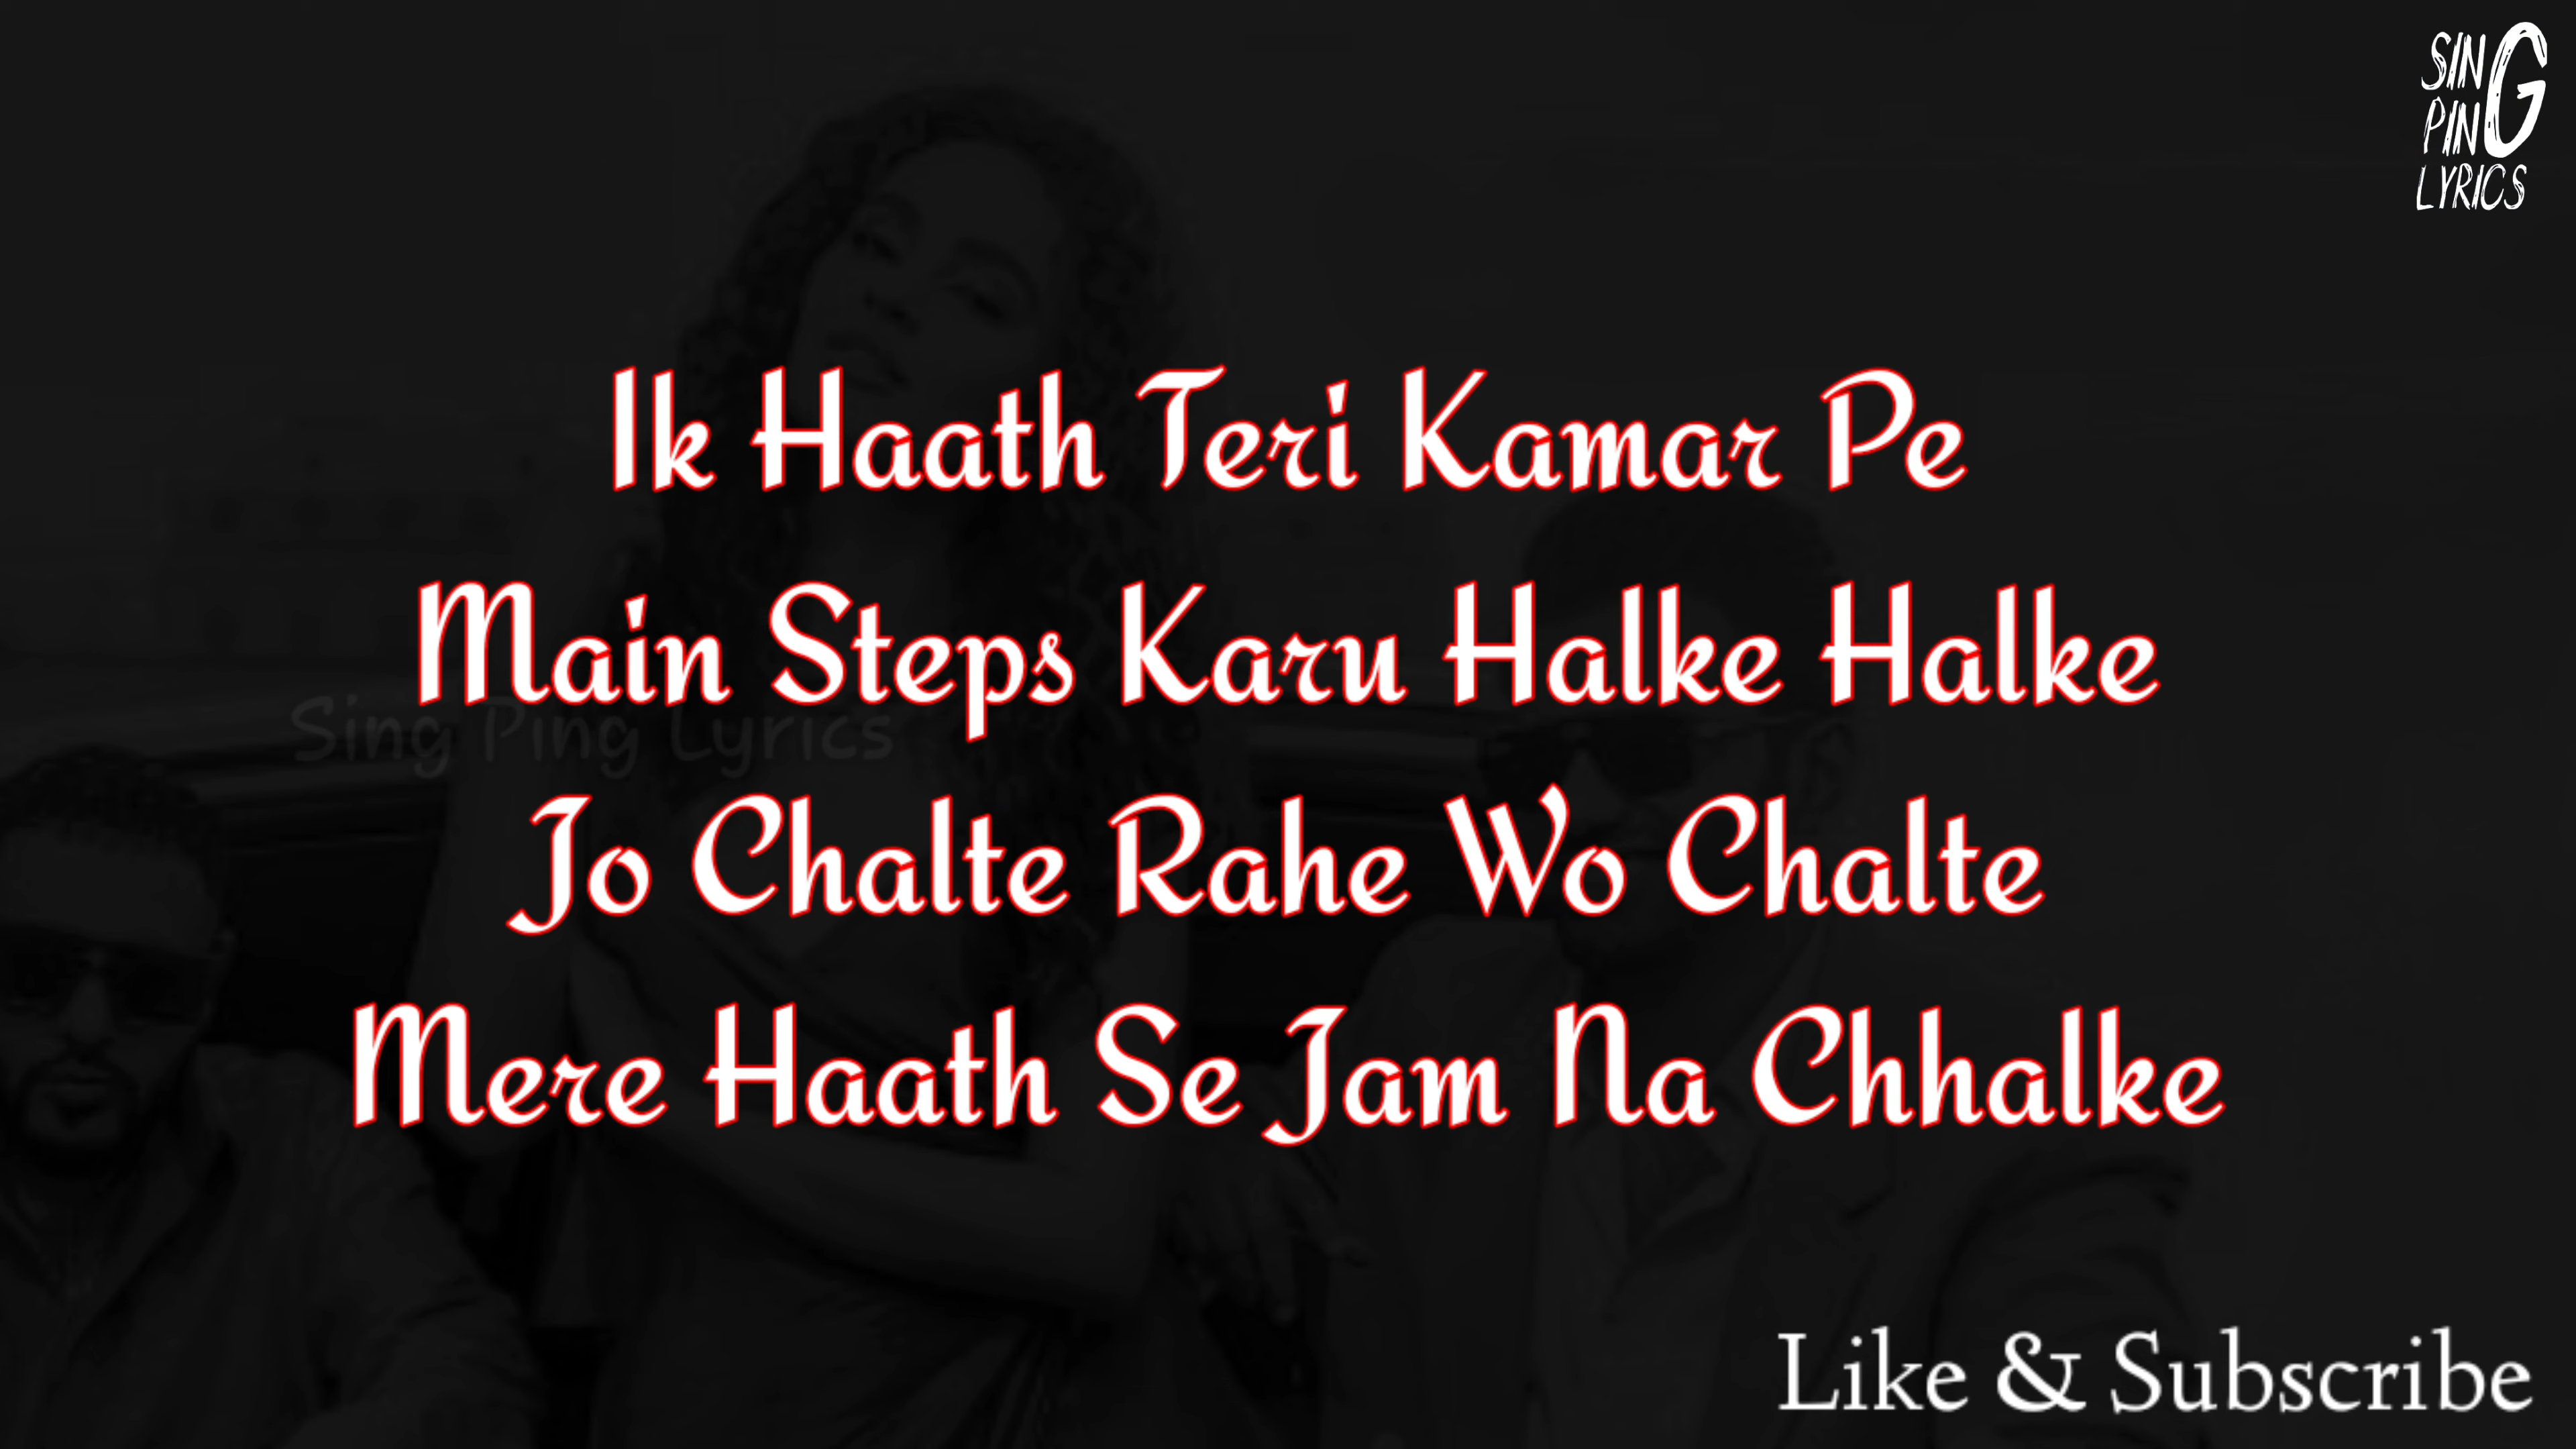 SING
PING
LYRICS
Ik Haath Teri Kamar Pe
Main Steps Karu Halke Halke
Sing Ping Lyrics
Jo Chalte Rahe Wo Chalte
Mere Haath Se Jam Na Chhalke
Like & Subscribe